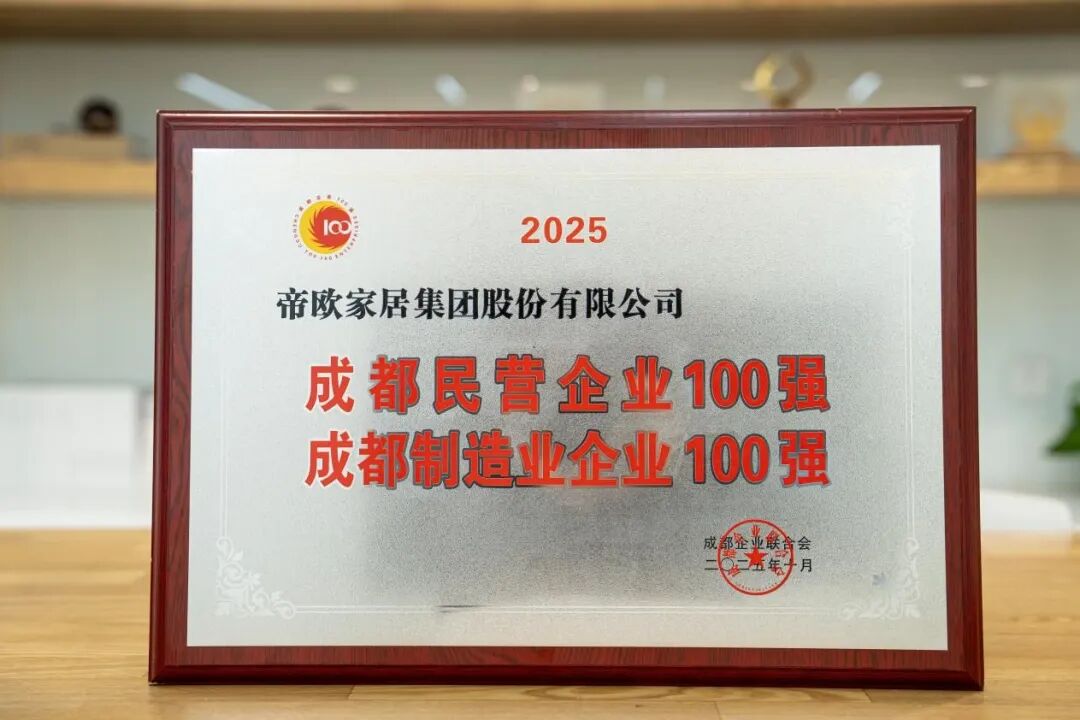 100
2025
帝欧家居集团股份有限公司
成都民营企业100强
成都制造业企业100强
成都企业联合会
二〇二五年十月